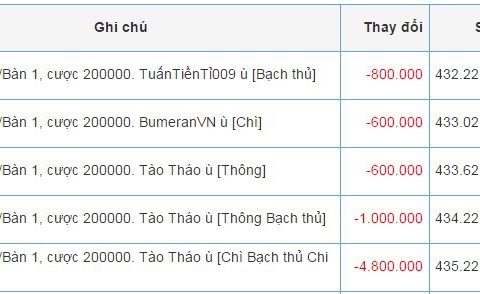 Ghi chú Thay đổi S
/Bàn 1, cược 200000. TuấnTiềnTỉ009 ù [Bạch thủ] -800.000 432.22
/Bàn 1, cược 200000. BumeranVN ù [Chì] -600.000 433.02
/Bàn 1, cược 200000. Tào Tháo ù [Thông] -600.000 433.62
/Bàn 1, cược 200000. Tào Tháo ù [Thông Bạch thủ] -1.000.000 434.22
/Bàn 1, cược 200000. Tào Tháo ù [Chì Bạch thủ Chi -4.800.000 435.22